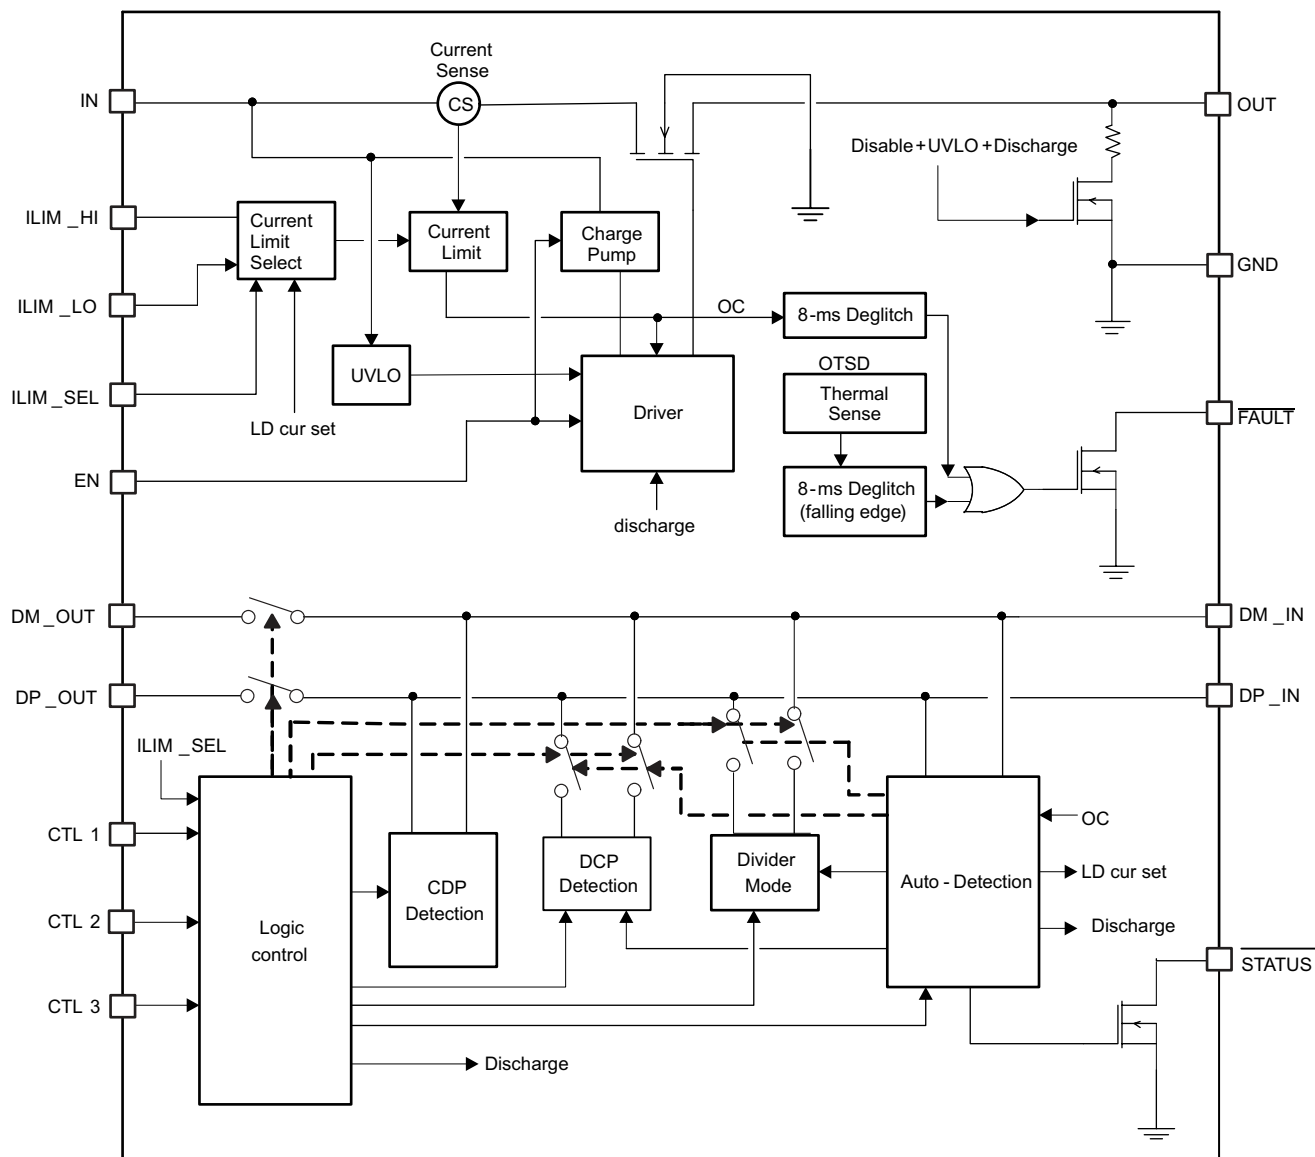 Current
Sense
IN
CS
OUT
Disable+UVLO+Discharge
ILIM _HI
Current
Limit
Select
Current
Limit
Charge
Pump
GND
ILIM _LO
OC
8-ms Deglitch
UVLO
OTSD
Thermal
Sense
ILIM _SEL
LD cur set
Driver
FAULT
EN
8-ms Deglitch
(falling edge)
discharge
DM _OUT
DM _IN
DP _OUT
DP _IN
ILIM _SEL
CTL 1
OC
DCP
Detection
Divider
Mode
Auto - Detection
LD cur set
CDP
Detection
CTL 2
Logic
control
Discharge
STATUS
CTL 3
Discharge